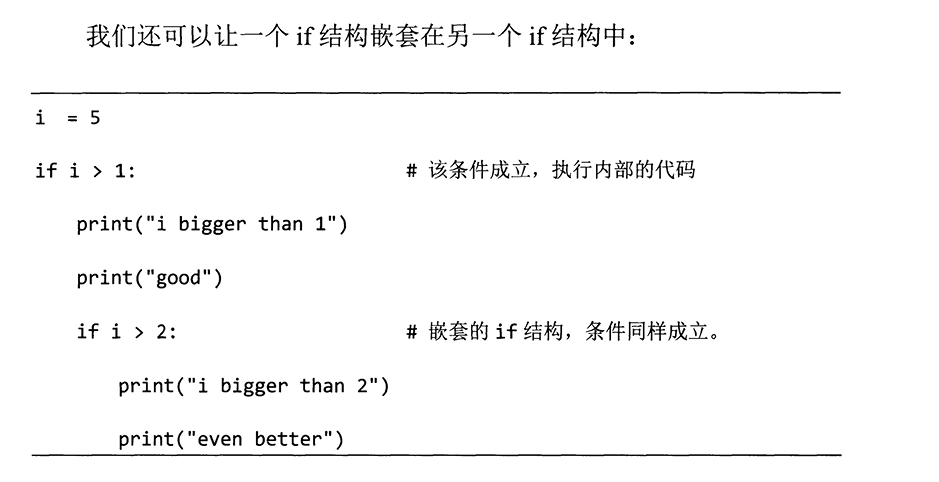 我们还可以让一个 if 结构嵌套在另一个 if 结构中：
i  = 5
if i > 1:                          # 该条件成立，执行内部的代码
    print("i bigger than 1")
    print("good")
    if i > 2:                      # 嵌套的 if 结构，条件同样成立。
        print("i bigger than 2")
        print("even better")